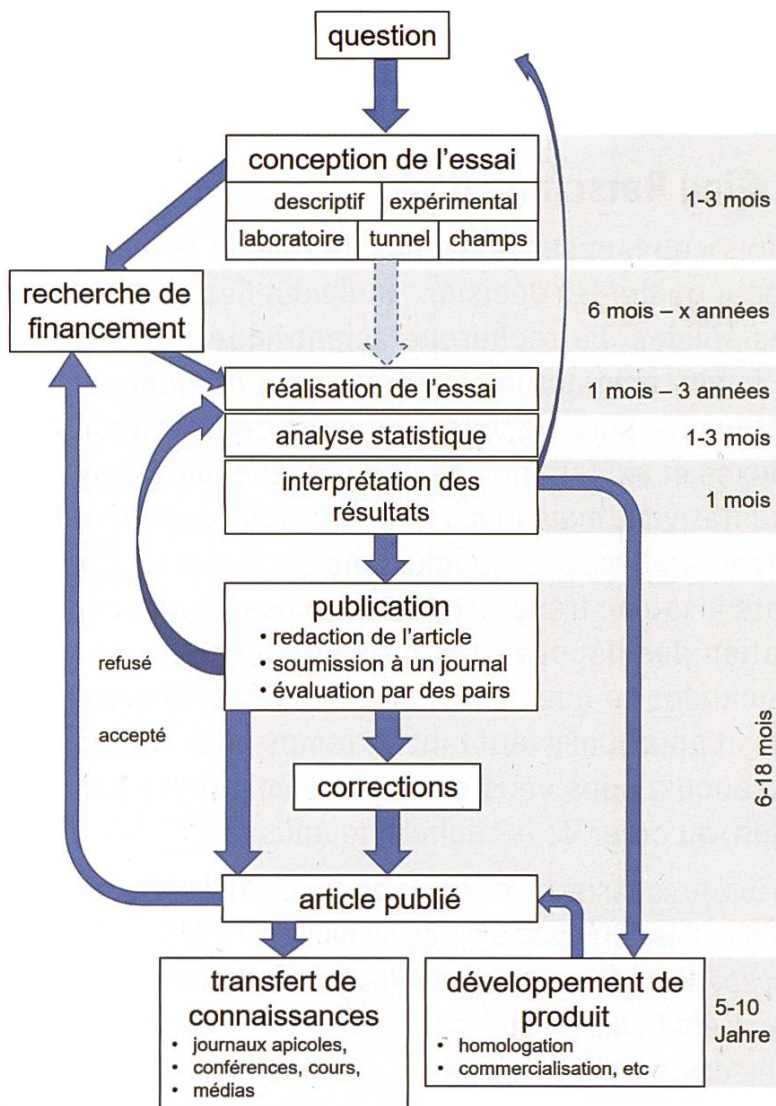 question
conception de l'essai
descriptif expérimental
1-3 mois
laboratoire tunnel champs
recherche de
financement
6 mois – x années
réalisation de l'essai
1 mois – 3 années
analyse statistique
1-3 mois
interprétation des
résultats
1 mois
publication
• redaction de l'article
• soumission à un journal
• évaluation par des pairs
refusé
accepté
6-18 mois
corrections
article publié
transfert de
connaissances
• journaux apicoles,
• conférences, cours,
• médias
développement de
produit
• homologation
• commercialisation, etc
5-10
Jahre